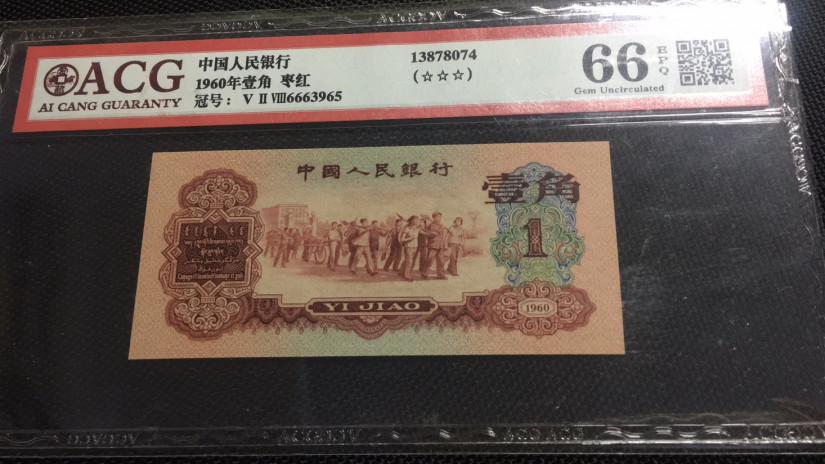 ACG
AI CANG GUARANTY
中国人民银行
1960年壹角 枣红
冠号: V II VIII6663965
13878074
(☆☆☆)
66
EPQ
Gem Uncirculated
中國人民銀行
壹角
1
YI JIAO
1960